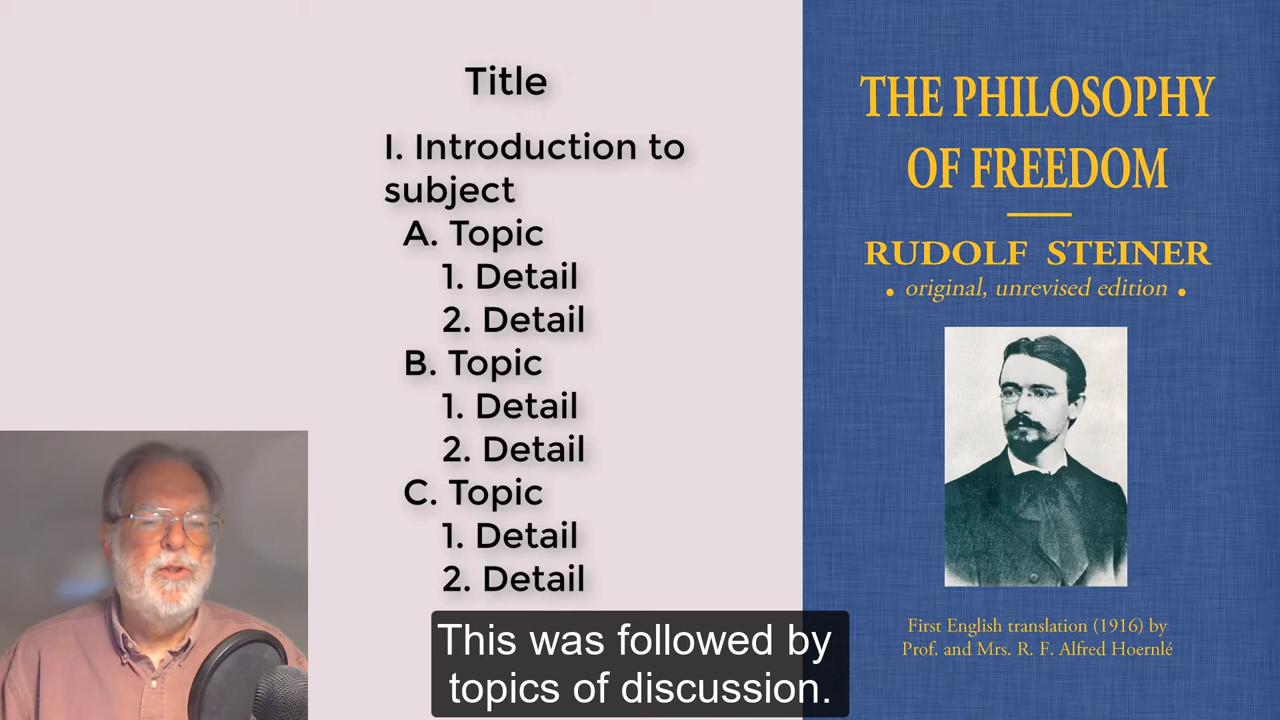 Title
I. Introduction to
subject
A. Topic
1. Detail
2. Detail
B. Topic
1. Detail
2. Detail
C. Topic
1. Detail
2. Detail
This was followed by
topics of discussion.
THE PHILOSOPHY
OF FREEDOM
RUDOLF STEINER
• original, unrevised edition •
First English translation (1916) by
Prof. and Mrs. R. F. Alfred Hoernlé